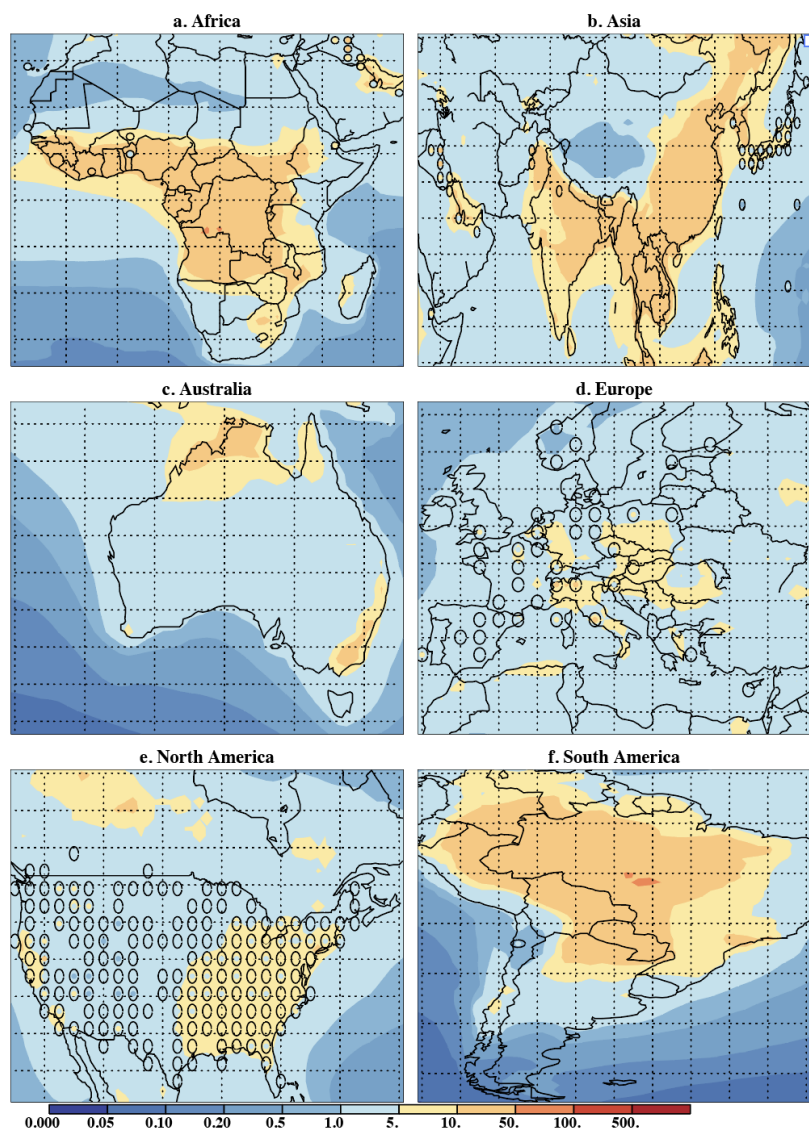 a. Africa
b. Asia
c. Australia
d. Europe
e. North America
f. South America
0.000 0.05 0.10 0.20 0.5 1.0 5. 10. 50. 100. 500.